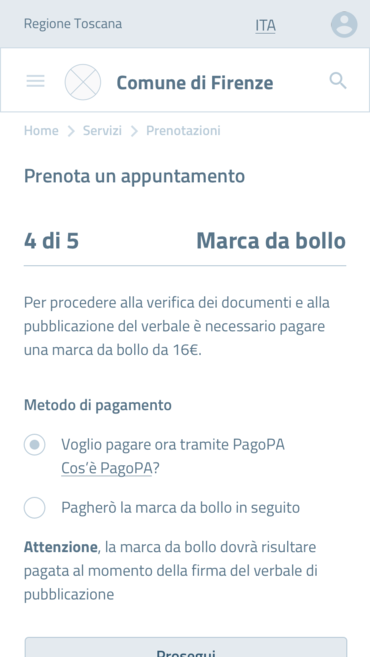 Regione Toscana
ITA
Comune di Firenze
Home
Servizi
Prenotazioni
Prenota un appuntamento
4 di 5
Marca da bollo
Per procedere alla verifica dei documenti e alla
pubblicazione del verbale è necessario pagare
una marca da bollo da 16€.
Metodo di pagamento
Voglio pagare ora tramite PagoPA
Cos'è PagoPA?
Pagherò la marca da bollo in seguito
Attenzione, la marca da bollo dovrà risultare
pagata al momento della firma del verbale di
pubblicazione
Prosegui